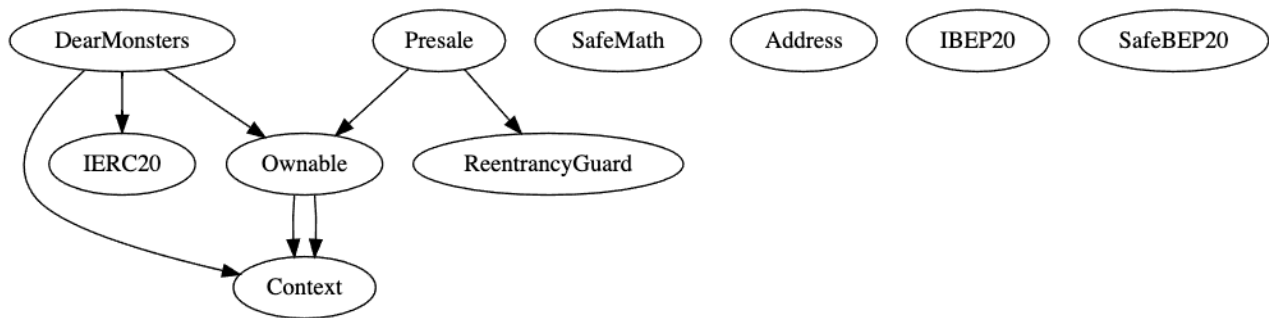 DearMonsters
Presale
SafeMath
Address
IBEP20
SafeBEP20
IERC20
Ownable
ReentrancyGuard
Context